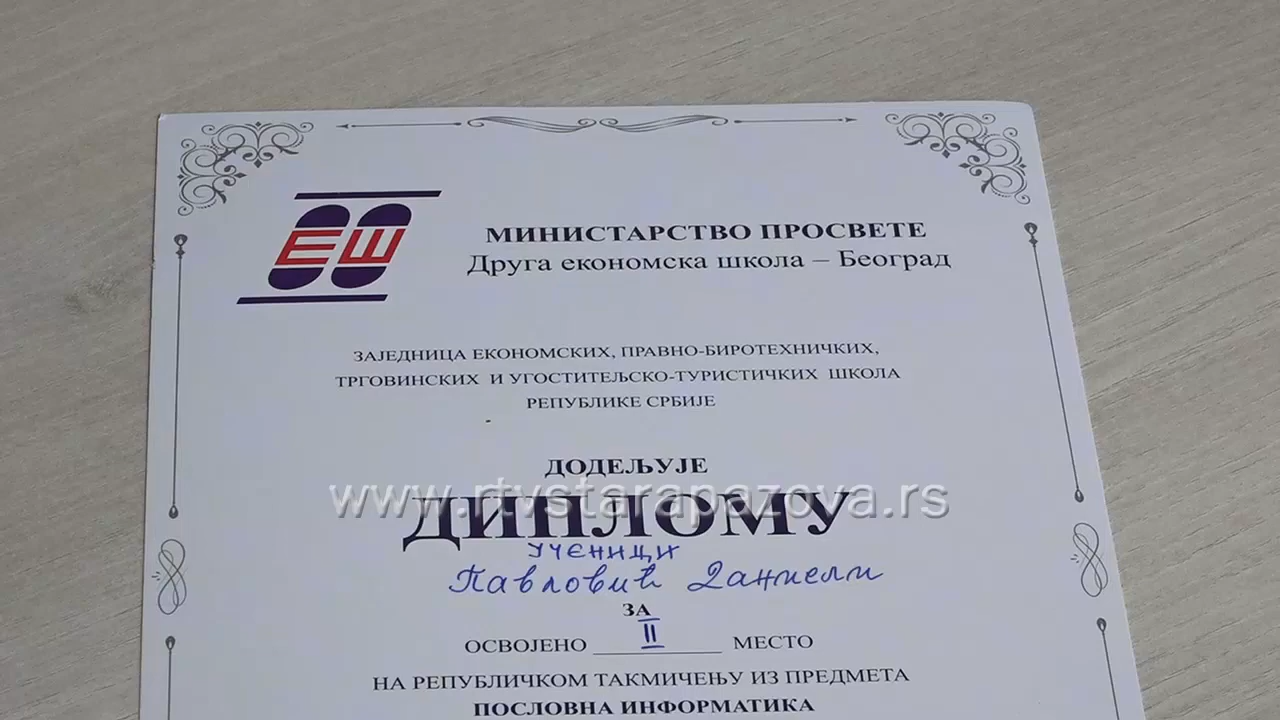 ЕШ
МИНИСТАРСТВО ПРОСВЕТЕ
Друга економска школа – Београд
ЗАЈЕДНИЦА ЕКОНОМСКИХ, ПРАВНО-БИРОТЕХНИЧКИХ,
ТРГОВИНСКИХ И УГОСТИТЕЉСКО-ТУРИСТИЧКИХ ШКОЛА
РЕПУБЛИКЕ СРБИЈЕ
ДОДЕЉУЈЕ
ДИПЛОМУ
www.rtvstarapazova.rs
ученици
Павловић Данијели
ЗА
ОСВОЈЕНО II МЕСТО
НА РЕПУБЛИЧКОМ ТАКМИЧЕЊУ ИЗ ПРЕДМЕТА
ПОСЛОВНА ИНФОРМАТИКА